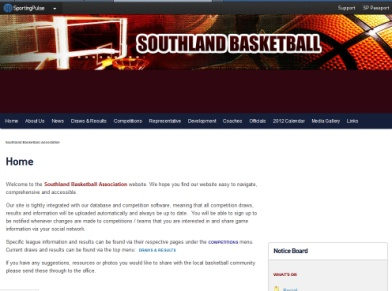 SportingPulse
Support SP Passport
SOUTHLAND BASKETBALL
Home About Us News Draws & Results Competitions Representative Development Coaches Officials 2012 Calendar Media Gallery Links
Southland Basketball Association
Home
Welcome to the Southland Basketball Association website. We hope you find our website easy to navigate,
comprehensive and accessible.
Our site is tightly integrated with our database and competition software, meaning that all competition draws,
results and information will be uploaded automatically and always be up to date. You will be able to sign up to
be notified whenever changes are made to competitions / teams that you are interested in and share game
information via your social network.
Specific league information and results can be found via their respective pages under the COMPETITIONS menu.
Current draws and results can be found via the top menu: DRAWS & RESULTS
If you have any suggestions, resources or photos you would like to share with the local basketball community
please send these through to the office.
Notice Board
WHAT'S ON